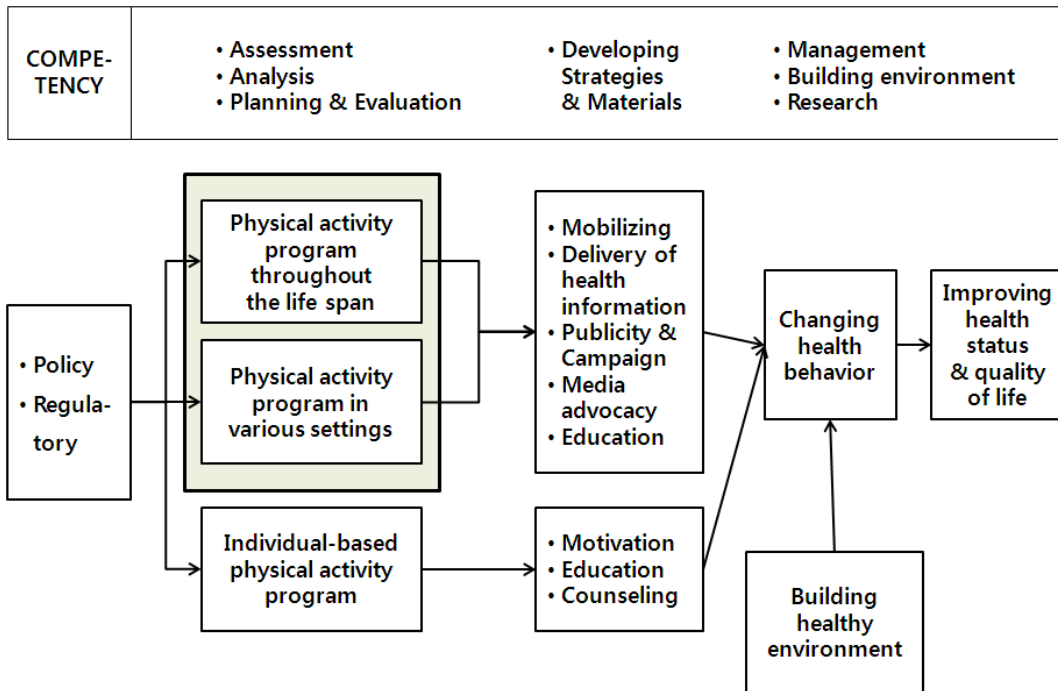 COMPE-
TENCY
• Assessment
• Analysis
• Planning & Evaluation
• Developing
Strategies
& Materials
• Management
• Building environment
• Research
• Policy
• Regula-
tory
Physical activity
program
throughout
the life span
Physical activity
program in
various settings
Individual-based
physical activity
program
• Mobilizing
• Delivery of
health
information
• Publicity &
Campaign
• Media
advocacy
• Education
• Motivation
• Education
• Counseling
Changing
health
behavior
Building
healthy
environment
Improving
health
status
& quality
of life